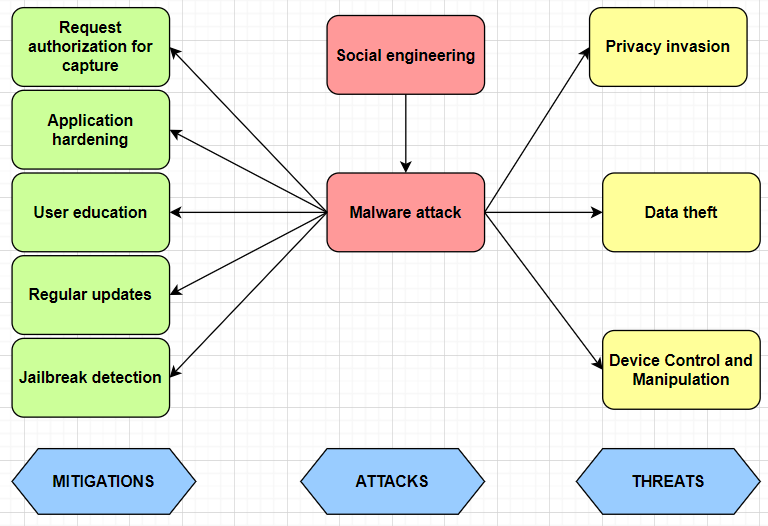 Request
authorization for
capture
Application
hardening
User education
Regular updates
Jailbreak detection
MITIGATIONS
Social engineering
Malware attack
ATTACKS
Privacy invasion
Data theft
Device Control and
Manipulation
THREATS